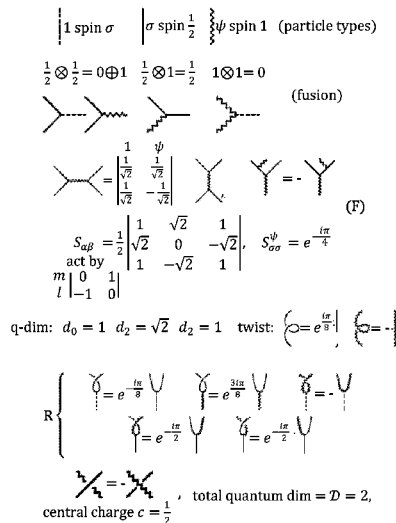 1 spin σ σ spin 1/2 ψ spin 1 (particle types)
1/2 ⊗ 1/2 = 0⊕1 1/2 ⊗ 1 = 1/2 1⊗1 = 0
(fusion)
1 ψ
= | 1/√2 1/√2 | = -
| 1/√2 -1/√2 |
(F)
S_αβ = 1/2 | 1 √2 1 |
| √2 0 -√2 | , S^ψ_σσ = e^{-iπ/4}
| 1 -√2 1 |
act by
m | 0 1 |
l | -1 0 |
q-dim: d_0 = 1 d_2 = √2 d_2 = 1 twist: = e^{iπ/8} , = -
R { = e^{-iπ/8} = e^{3iπ/8} = -
= e^{-iπ/2} = e^{-iπ/2}
= - , total quantum dim = 𝒟 = 2,
central charge c = 1/2